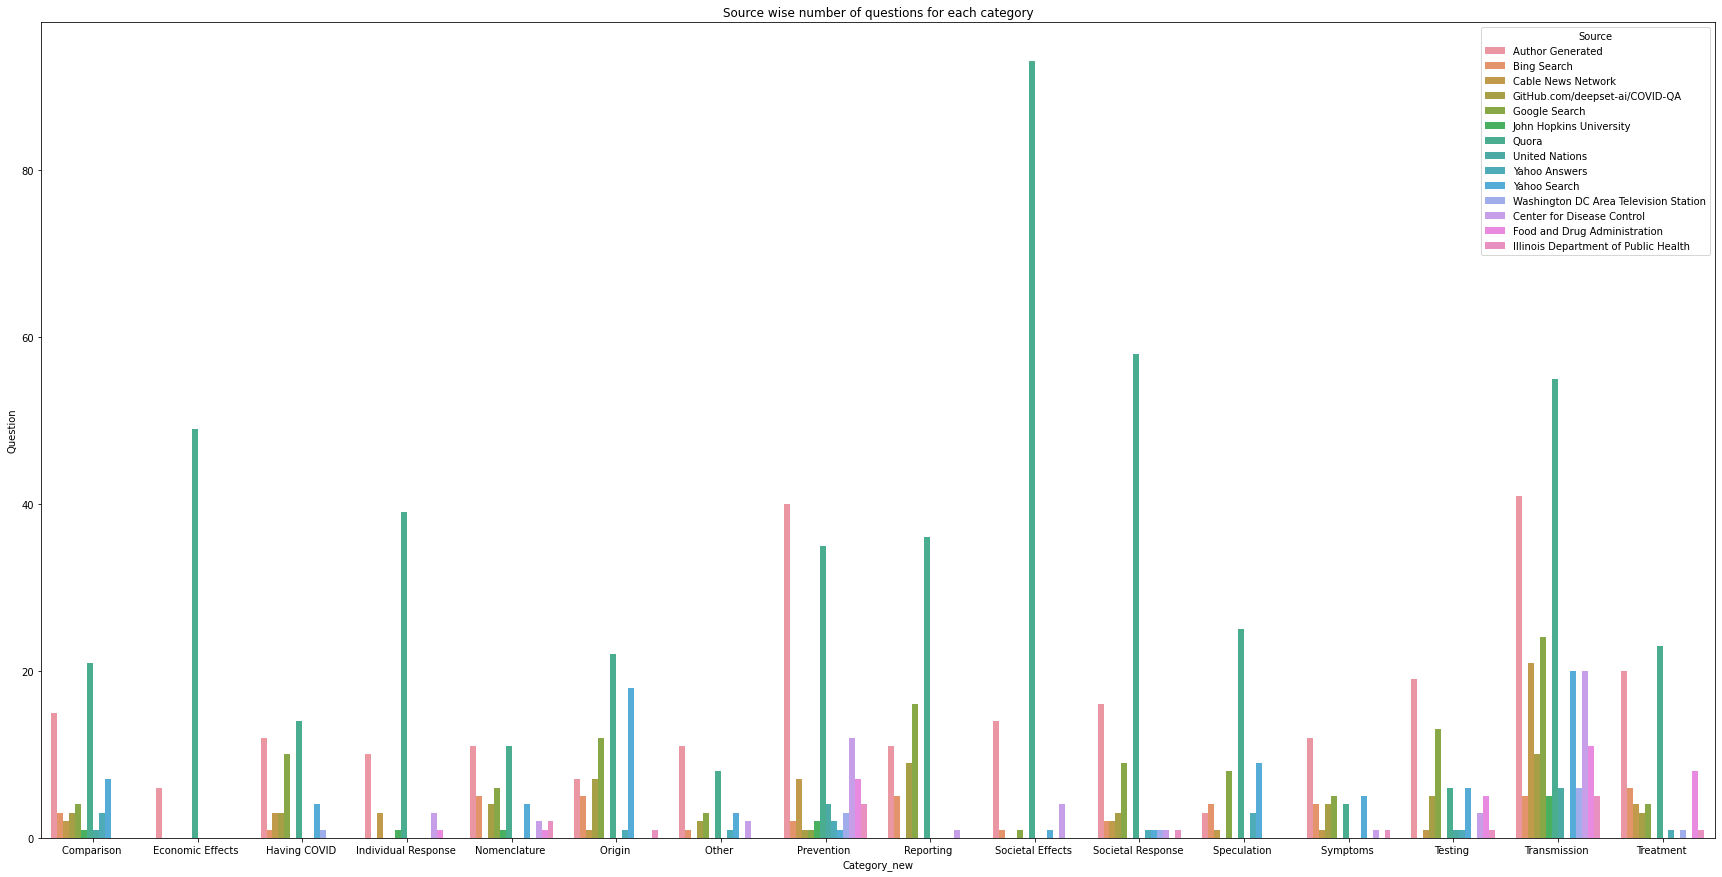 Source wise number of questions for each category
Source
Author Generated
Bing Search
Cable News Network
GitHub.com/deepset-ai/COVID-QA
Google Search
John Hopkins University
Quora
United Nations
Yahoo Answers
Yahoo Search
Washington DC Area Television Station
Center for Disease Control
Food and Drug Administration
Illinois Department of Public Health
80
60
40
20
0
Question
Comparison Economic Effects Having COVID Individual Response Nomenclature Origin Other Prevention Reporting Societal Effects Societal Response Speculation Symptoms Testing Transmission Treatment
Category_new